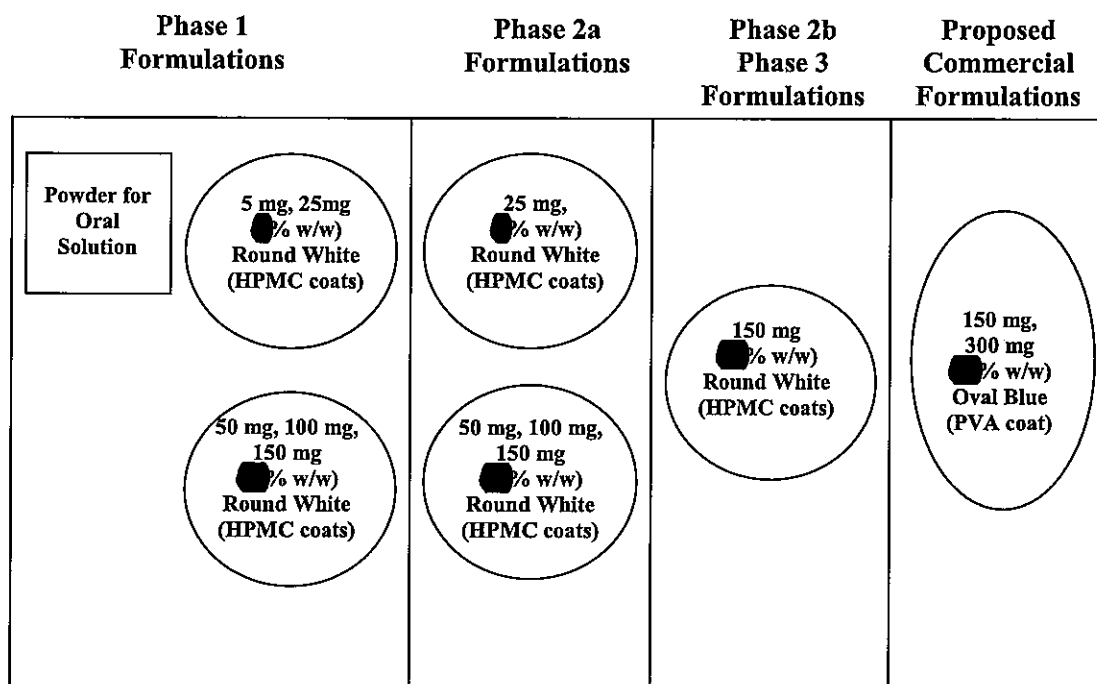 Phase 1
Formulations
Phase 2a
Formulations
Phase 2b
Phase 3
Formulations
Proposed
Commercial
Formulations
Powder for
Oral
Solution
5 mg, 25mg
% w/w)
Round White
(HPMC coats)
50 mg, 100 mg,
150 mg
% w/w)
Round White
(HPMC coats)
25 mg,
% w/w)
Round White
(HPMC coats)
50 mg, 100 mg,
150 mg
% w/w)
Round White
(HPMC coats)
150 mg
% w/w)
Round White
(HPMC coats)
150 mg,
300 mg
% w/w)
Oval Blue
(PVA coat)